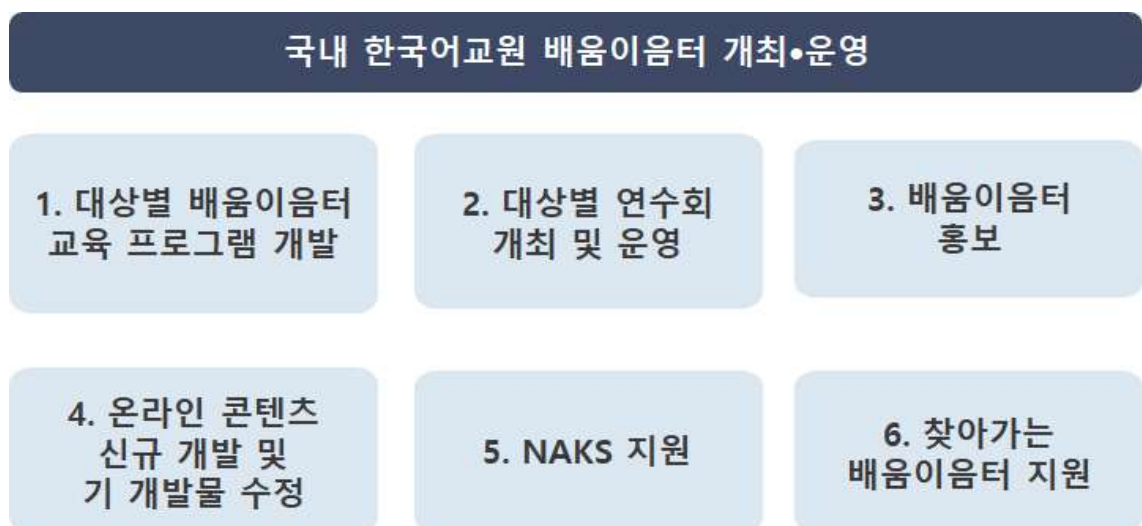 국내 한국어교원 배움이음터 개최•운영
1. 대상별 배움이음터
교육 프로그램 개발
2. 대상별 연수회
개최 및 운영
3. 배움이음터
홍보
4. 온라인 콘텐츠
신규 개발 및
기 개발물 수정
5. NAKS 지원
6. 찾아가는
배움이음터 지원